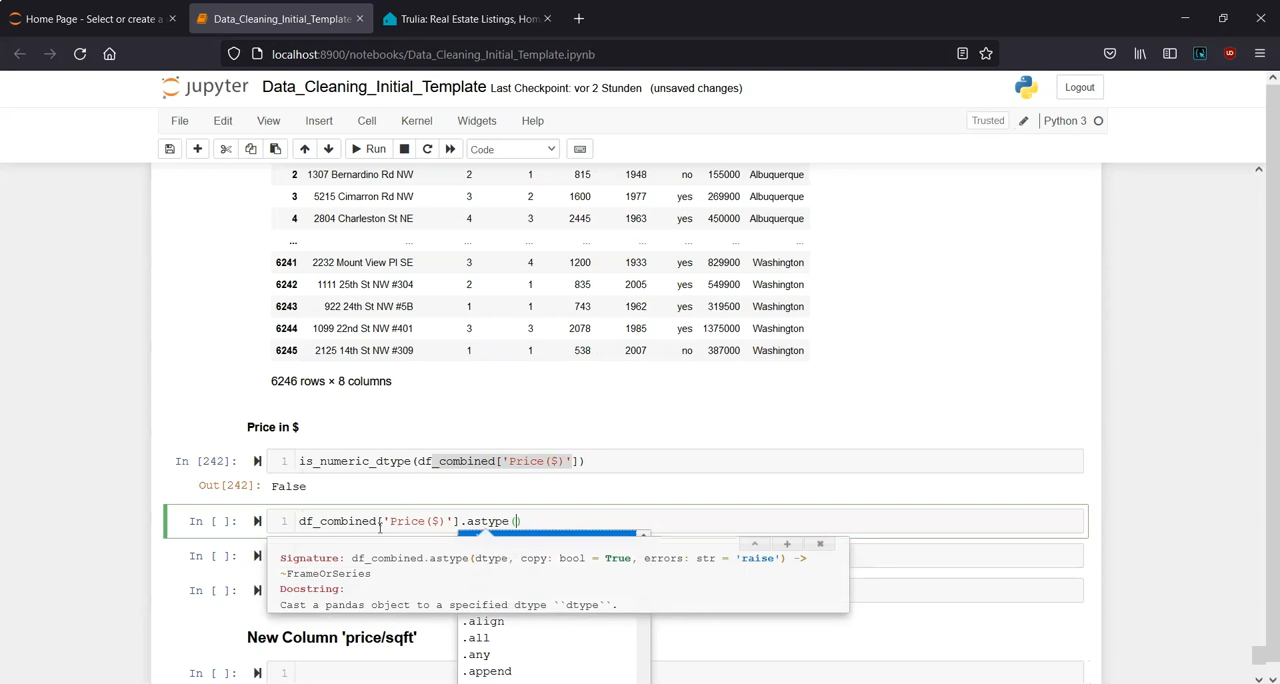 Home Page - Select or create a
Data_Cleaning_Initial_Template
Trulia: Real Estate Listings, Hom
localhost:8900/notebooks/Data_Cleaning_Initial_Template.ipynb
jupyter Data_Cleaning_Initial_Template Last Checkpoint: vor 2 Stunden (unsaved changes)
Logout
File Edit View Insert Cell Kernel Widgets Help
Trusted Python 3
Run Code
2 1307 Bernardino Rd NW 2 1 815 1948 no 155000 Albuquerque
3 5215 Cimarron Rd NW 3 2 1600 1977 yes 269900 Albuquerque
4 2804 Charleston St NE 4 3 2445 1963 yes 450000 Albuquerque
... ... ... ... ... ... ... ... ...
6241 2232 Mount View Pl SE 3 4 1200 1933 yes 829900 Washington
6242 1111 25th St NW #304 2 1 835 2005 yes 549900 Washington
6243 922 24th St NW #5B 1 1 743 1962 yes 319500 Washington
6244 1099 22nd St NW #401 3 3 2078 1985 yes 1375000 Washington
6245 2125 14th St NW #309 1 1 538 2007 no 387000 Washington
6246 rows × 8 columns
Price in $
In [242]: 1 is_numeric_dtype(df_combined['Price($)'])
Out[242]: False
In [ ]: 1 df_combined['Price($)'].astype()
In [ ]:
Signature: df_combined.astype(dtype, copy: bool = True, errors: str = 'raise') ->
~FrameOrSeries
Docstring:
In [ ]:
Cast a pandas object to a specified dtype ``dtype``.
.align
.all
.any
.append
New Column 'price/sqft'
In [ ]: 1